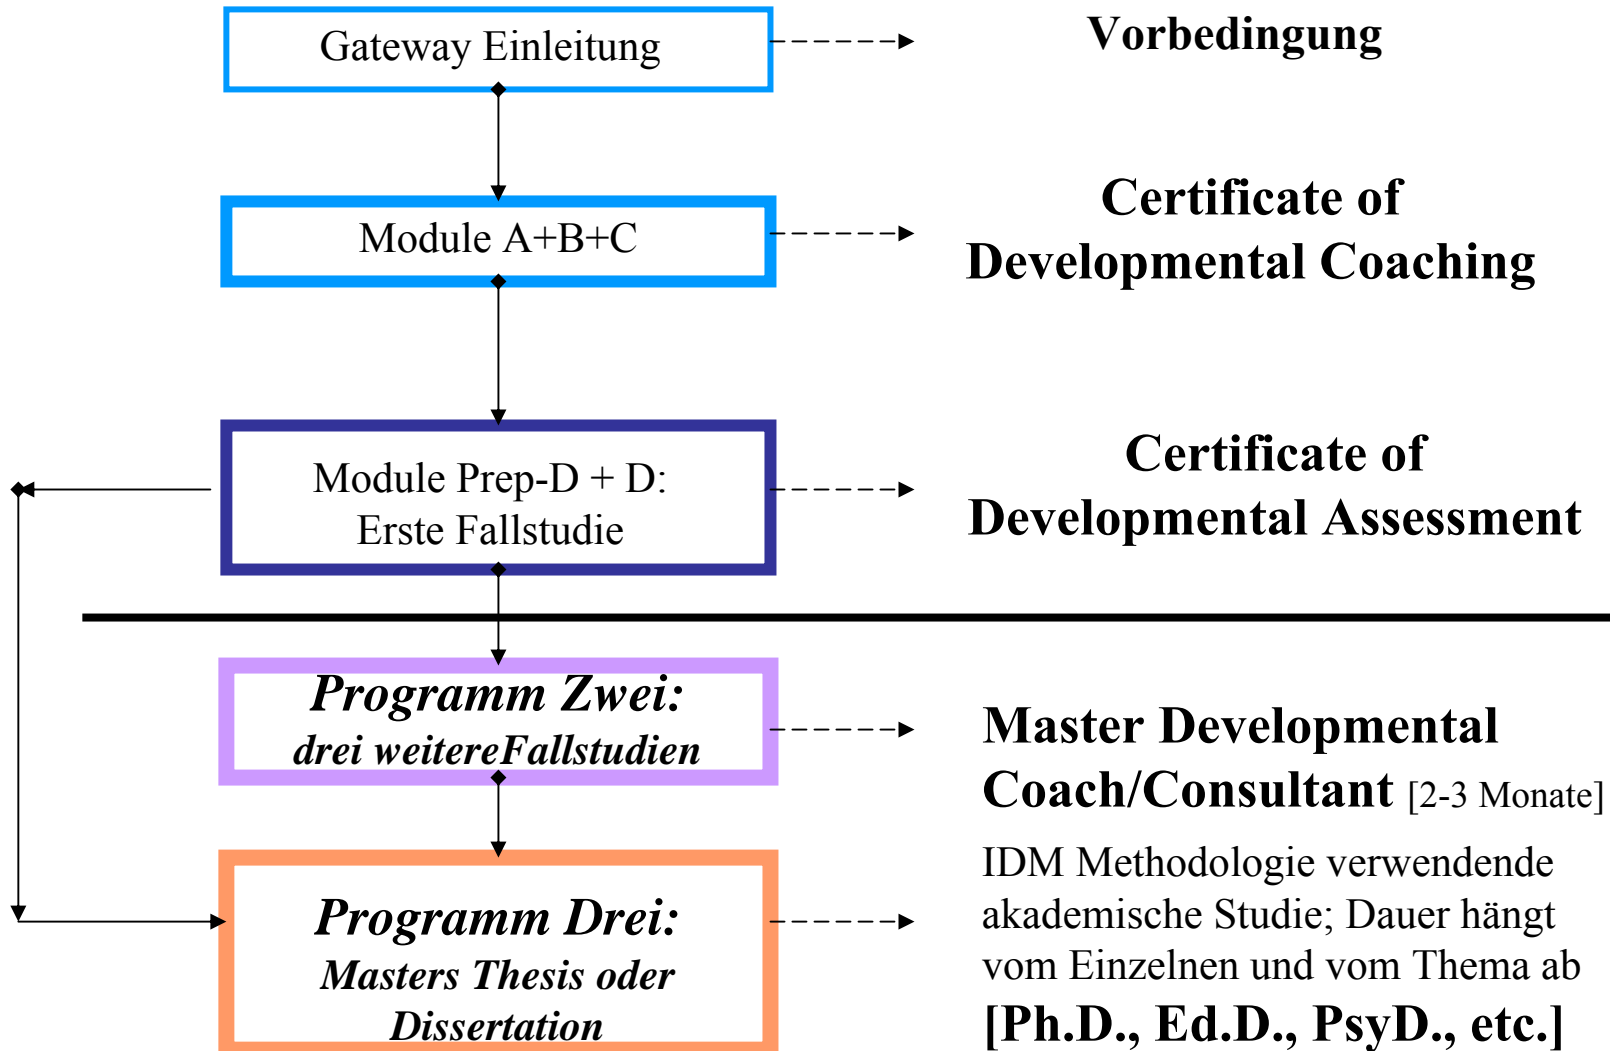 Gateway Einleitung
Vorbedingung
Module A+B+C
Certificate of
Developmental Coaching
Module Prep-D + D:
Erste Fallstudie
Certificate of
Developmental Assessment
Programm Zwei:
drei weitereFallstudien
Master Developmental
Coach/Consultant [2-3 Monate]
Programm Drei:
Masters Thesis oder
Dissertation
IDM Methodologie verwendende
akademische Studie; Dauer hängt
vom Einzelnen und vom Thema ab
[Ph.D., Ed.D., PsyD., etc.]